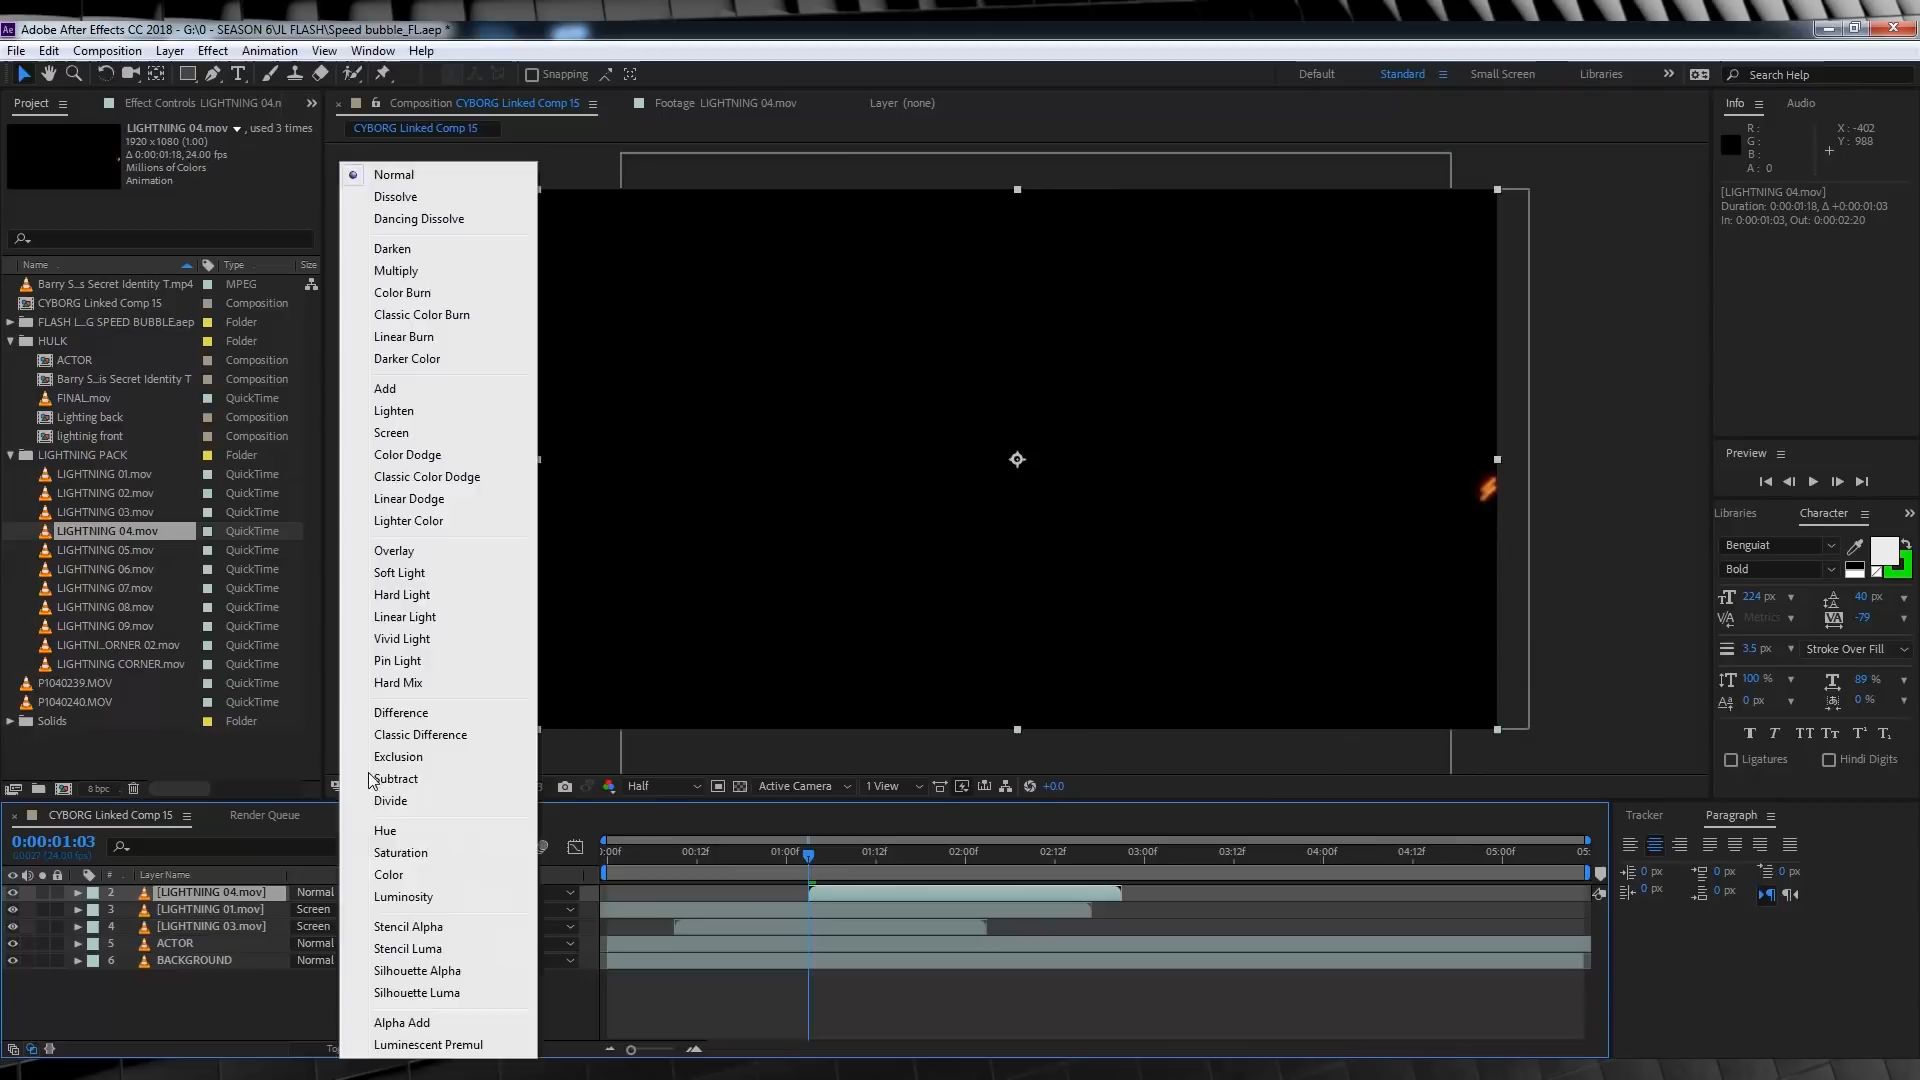 Adobe After Effects CC 2018 - G:\0 - SEASON 6\JL FLASH\Speed bubble_FL.aep *
File Edit Composition Layer Effect Animation View Window Help
Snapping
Default Standard Small Screen Libraries Search Help
Project Effect Controls LIGHTNING 04.n
Composition CYBORG Linked Comp 15 Footage LIGHTNING 04.mov Layer (none)
Info Audio
CYBORG Linked Comp 15
LIGHTNING 04.mov , used 3 times
1920 x 1080 (1.00)
Δ 0:00:01:18, 24.00 fps
Millions of Colors
Animation
R :
G :
B :
A : 0
X : -402
Y : 988
[LIGHTNING 04.mov]
Duration: 0:00:01:18, Δ +0:00:01:03
In: 0:00:01:03, Out: 0:00:02:20
Name Type Size
Barry S...s Secret Identity T.mp4 MPEG
CYBORG Linked Comp 15 Composition
FLASH L...G SPEED BUBBLE.aep Folder
HULK Folder
ACTOR Composition
Barry S...is Secret Identity T Composition
FINAL.mov QuickTime
Lighting back Composition
lightinig front Composition
LIGHTNING PACK Folder
LIGHTNING 01.mov QuickTime
LIGHTNING 02.mov QuickTime
LIGHTNING 03.mov QuickTime
LIGHTNING 04.mov QuickTime
LIGHTNING 05.mov QuickTime
LIGHTNING 06.mov QuickTime
LIGHTNING 07.mov QuickTime
LIGHTNING 08.mov QuickTime
LIGHTNING 09.mov QuickTime
LIGHTNI...ORNER 02.mov QuickTime
LIGHTNING CORNER.mov QuickTime
P1040239.MOV QuickTime
P1040240.MOV QuickTime
Solids Folder
8 bpc
Normal
Dissolve
Dancing Dissolve
Darken
Multiply
Color Burn
Classic Color Burn
Linear Burn
Darker Color
Add
Lighten
Screen
Color Dodge
Classic Color Dodge
Linear Dodge
Lighter Color
Overlay
Soft Light
Hard Light
Linear Light
Vivid Light
Pin Light
Hard Mix
Difference
Classic Difference
Exclusion
Subtract
Divide
Hue
Saturation
Color
Luminosity
Stencil Alpha
Stencil Luma
Silhouette Alpha
Silhouette Luma
Alpha Add
Luminescent Premul
Half Active Camera 1 View +0.0
Preview
Libraries Character
Benguiat
Bold
224 px 40 px
Metrics -79
3.5 px Stroke Over Fill
100 % 89 %
0 px 0 %
T T TT Tr T¹ T₁
Ligatures Hindi Digits
Tracker Paragraph
0 px 0 px 0 px
0 px 0 px
CYBORG Linked Comp 15 Render Queue
0:00:01:03
00027 (24.00 fps)
# Layer Name
2 [LIGHTNING 04.mov] Normal
3 [LIGHTNING 01.mov] Screen
4 [LIGHTNING 03.mov] Screen
5 ACTOR Normal
6 BACKGROUND Normal
):00f 00:12f 01:00f 01:12f 02:00f 02:12f 03:00f 03:12f 04:00f 04:12f 05:00f 05: